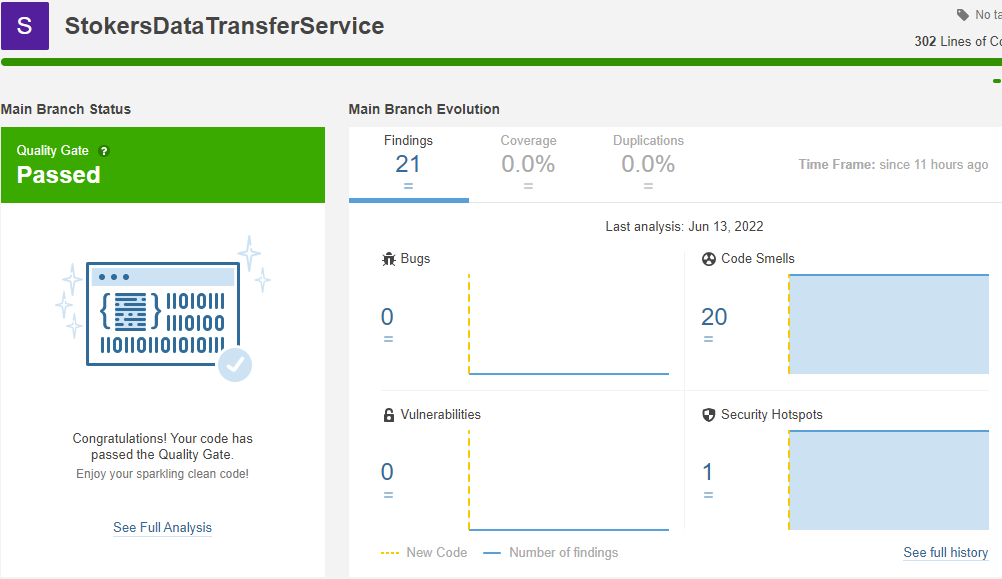 S
StokersDataTransferService
No
302 Lines of
Main Branch Status
Main Branch Evolution
Quality Gate ?
Passed
Findings
21
=
Coverage
0.0%
=
Duplications
0.0%
=
Time Frame: since 11 hours ago
Last analysis: Jun 13, 2022
Bugs
0
=
Code Smells
20
=
Vulnerabilities
0
=
Security Hotspots
1
=
{ } IIOIOIII
IIIOIOO
IIOIIOIIOIOIOIII
Congratulations! Your code has
passed the Quality Gate.
Enjoy your sparkling clean code!
See Full Analysis
New Code
Number of findings
See full history